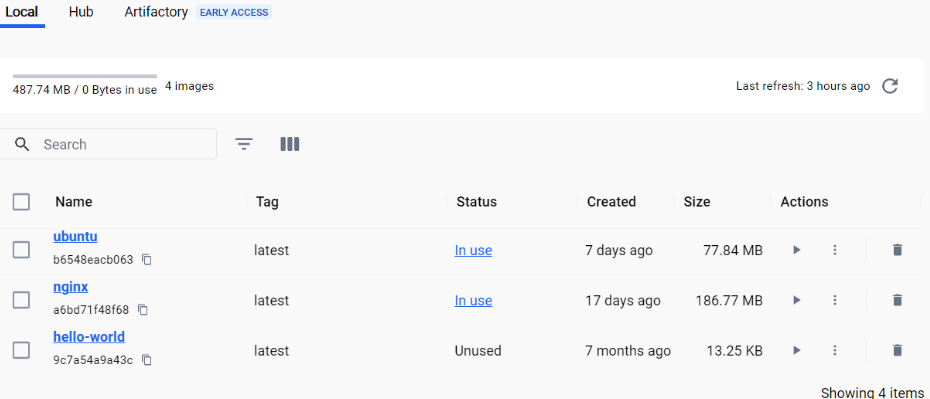 Local Hub Artifactory EARLY ACCESS
487.74 MB / 0 Bytes in use 4 images Last refresh: 3 hours ago
Search
Name Tag Status Created Size Actions
ubuntu
b6548eacb063 latest In use 7 days ago 77.84 MB
nginx
a6bd71f48f68 latest In use 17 days ago 186.77 MB
hello-world
9c7a54a9a43c latest Unused 7 months ago 13.25 KB
Showing 4 items